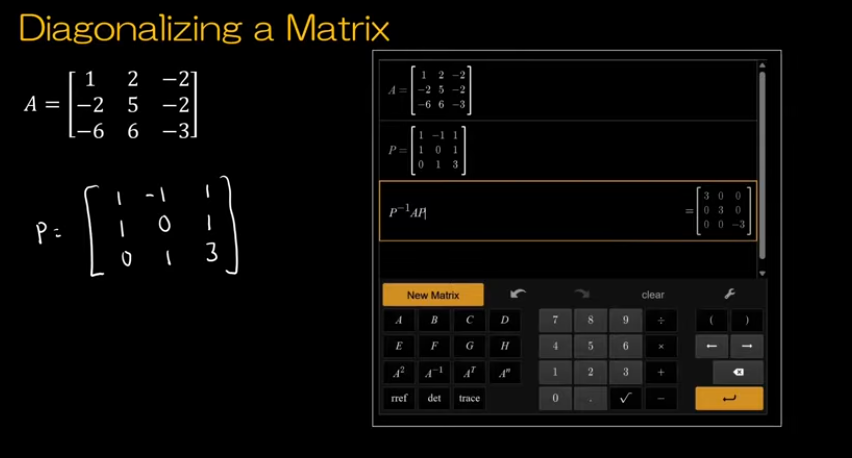 Diagonalizing a Matrix
A = [1 2 −2
−2 5 −2
−6 6 −3]
P = [1 -1 1
1 0 1
0 1 3]
A = [1 2 −2
−2 5 −2
−6 6 −3]
P = [1 −1 1
1 0 1
0 1 3]
P⁻¹AP
= [3 0 0
0 3 0
0 0 −3]
New Matrix clear
A B C D 7 8 9 ÷ ( )
E F G H 4 5 6 × ← →
A² A⁻¹ Aᵀ Aⁿ 1 2 3 +
rref det trace 0 . √ −